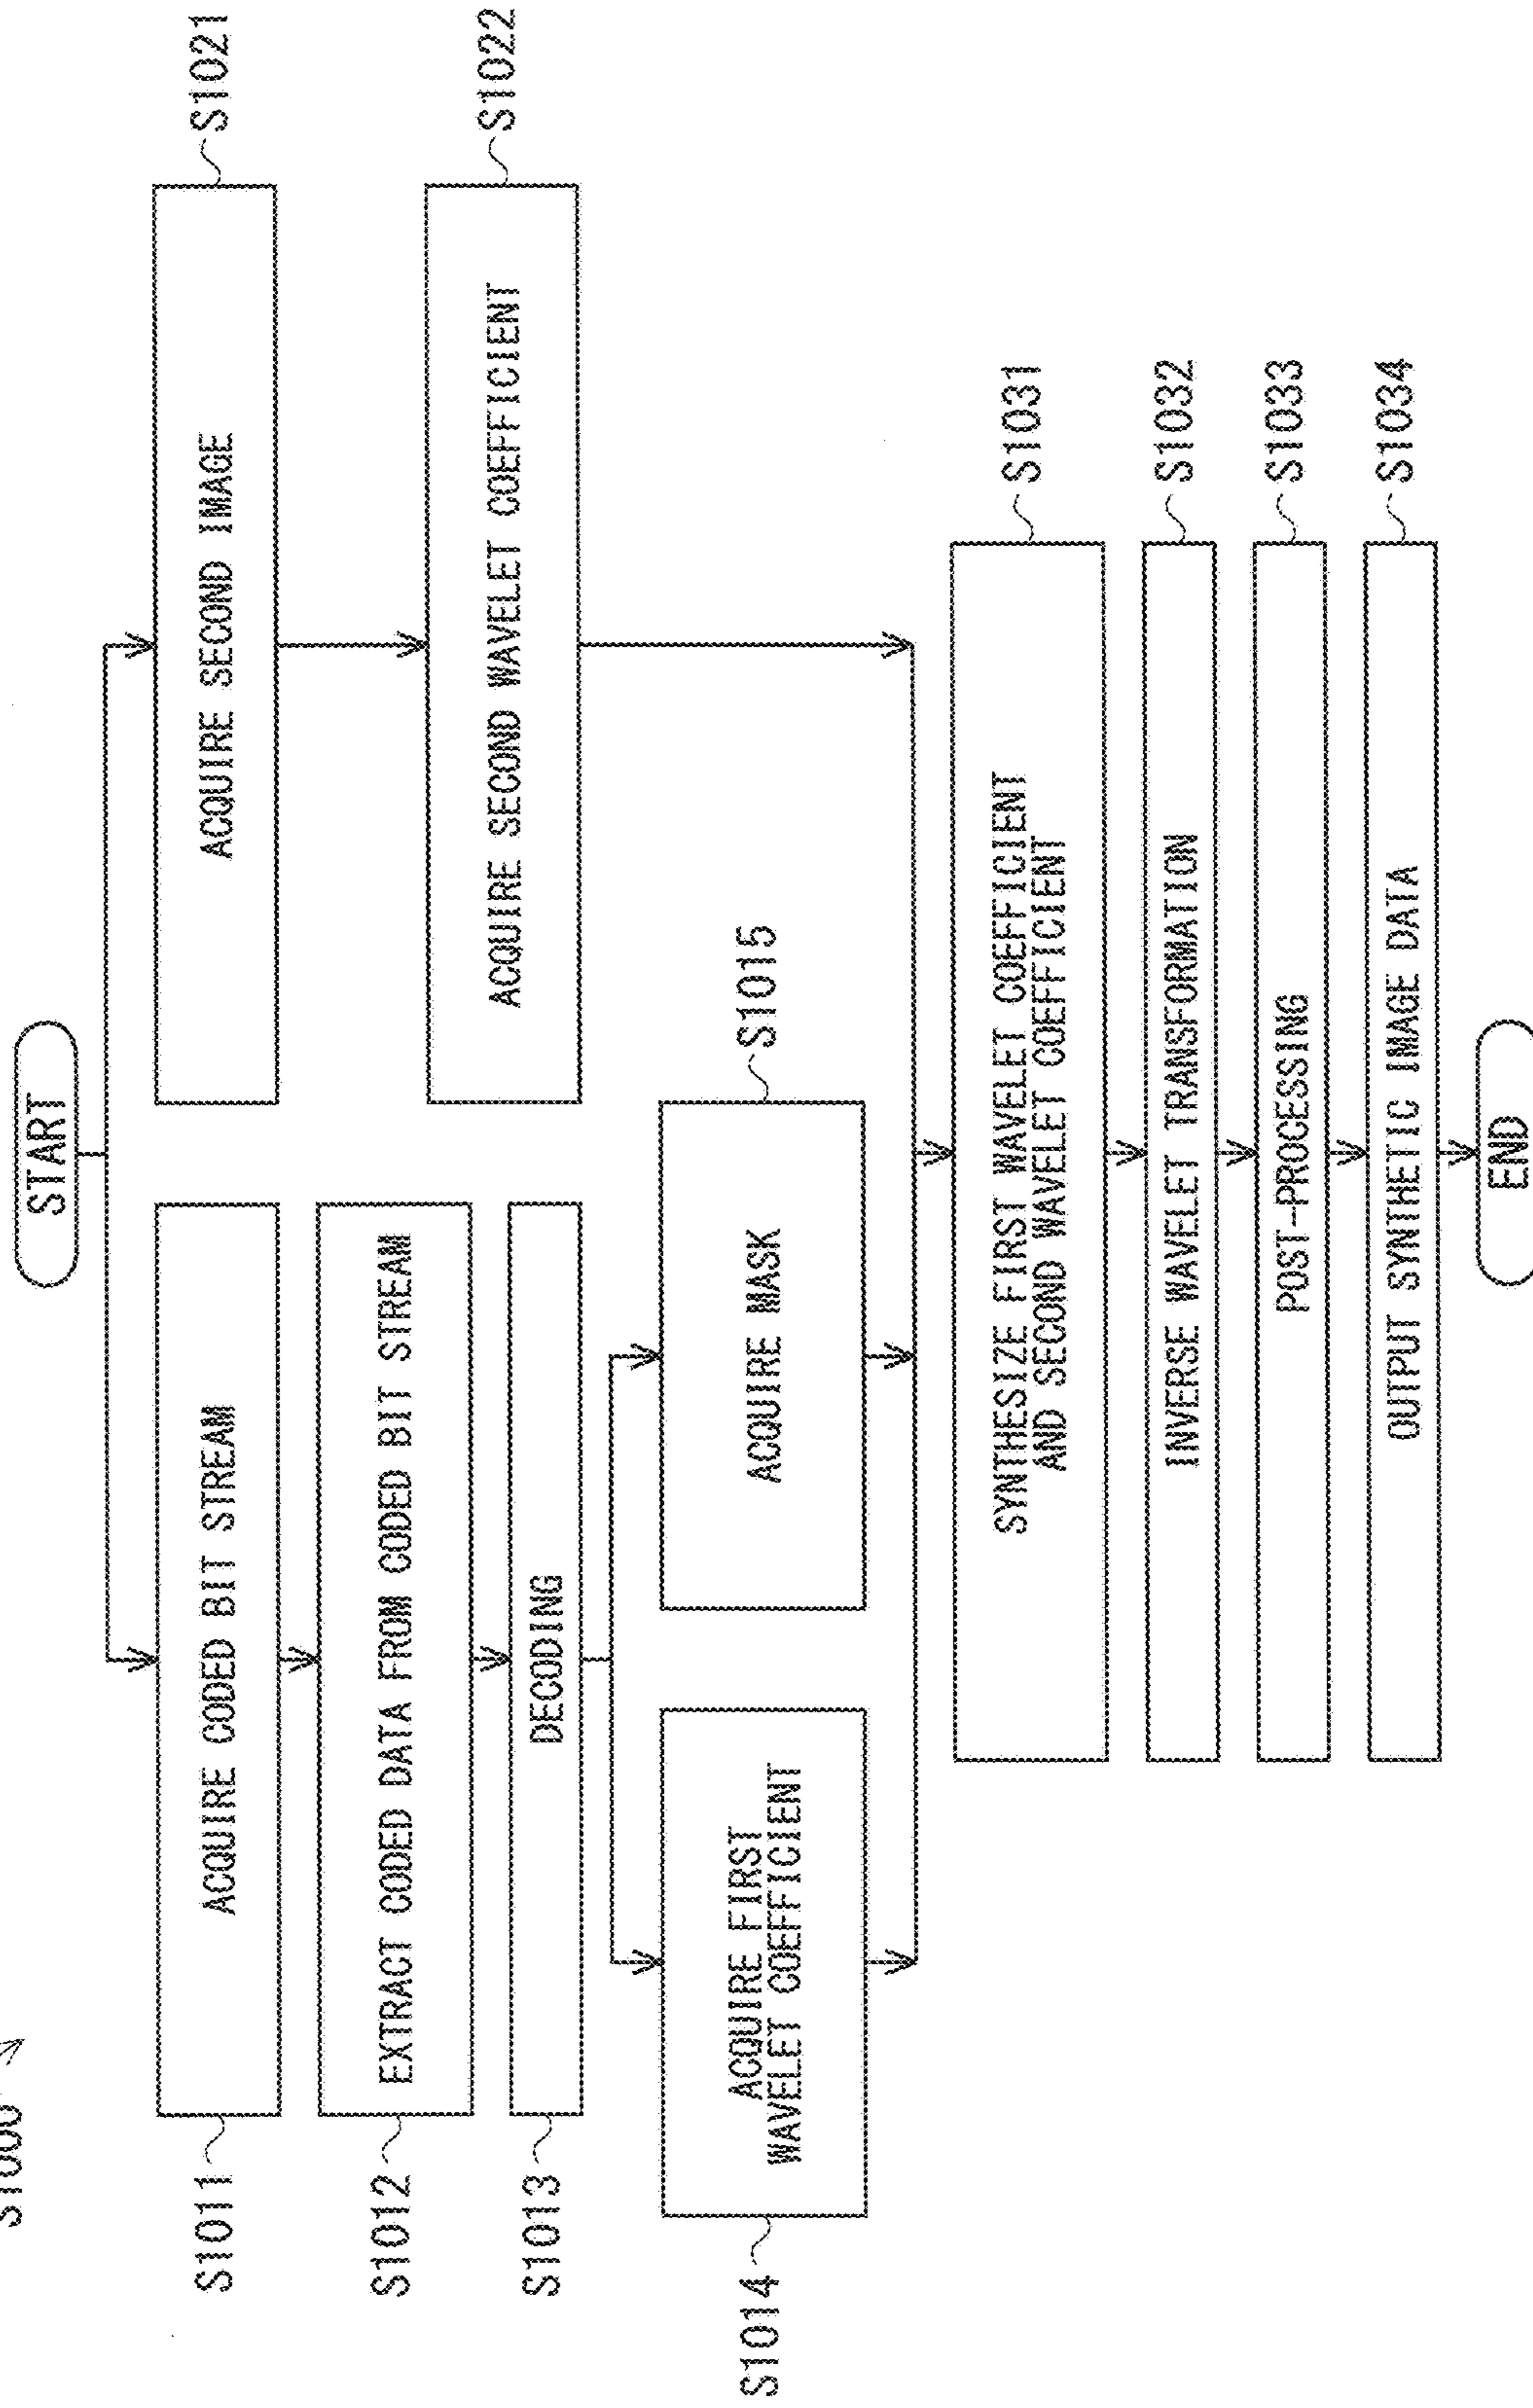 START
S1011
ACQUIRE CODED BIT STREAM
ACQUIRE SECOND IMAGE
S1021
S1012
EXTRACT CODED DATA FROM CODED BIT STREAM
ACQUIRE SECOND WAVELET COEFFICIENT
S1022
S1013
DECODING
S1014
ACQUIRE FIRST
WAVELET COEFFICIENT
ACQUIRE MASK
S1015
SYNTHESIZE FIRST WAVELET COEFFICIENT
AND SECOND WAVELET COEFFICIENT
S1031
INVERSE WAVELET TRANSFORMATION
S1032
POST-PROCESSING
S1033
OUTPUT SYNTHETIC IMAGE DATA
S1034
END